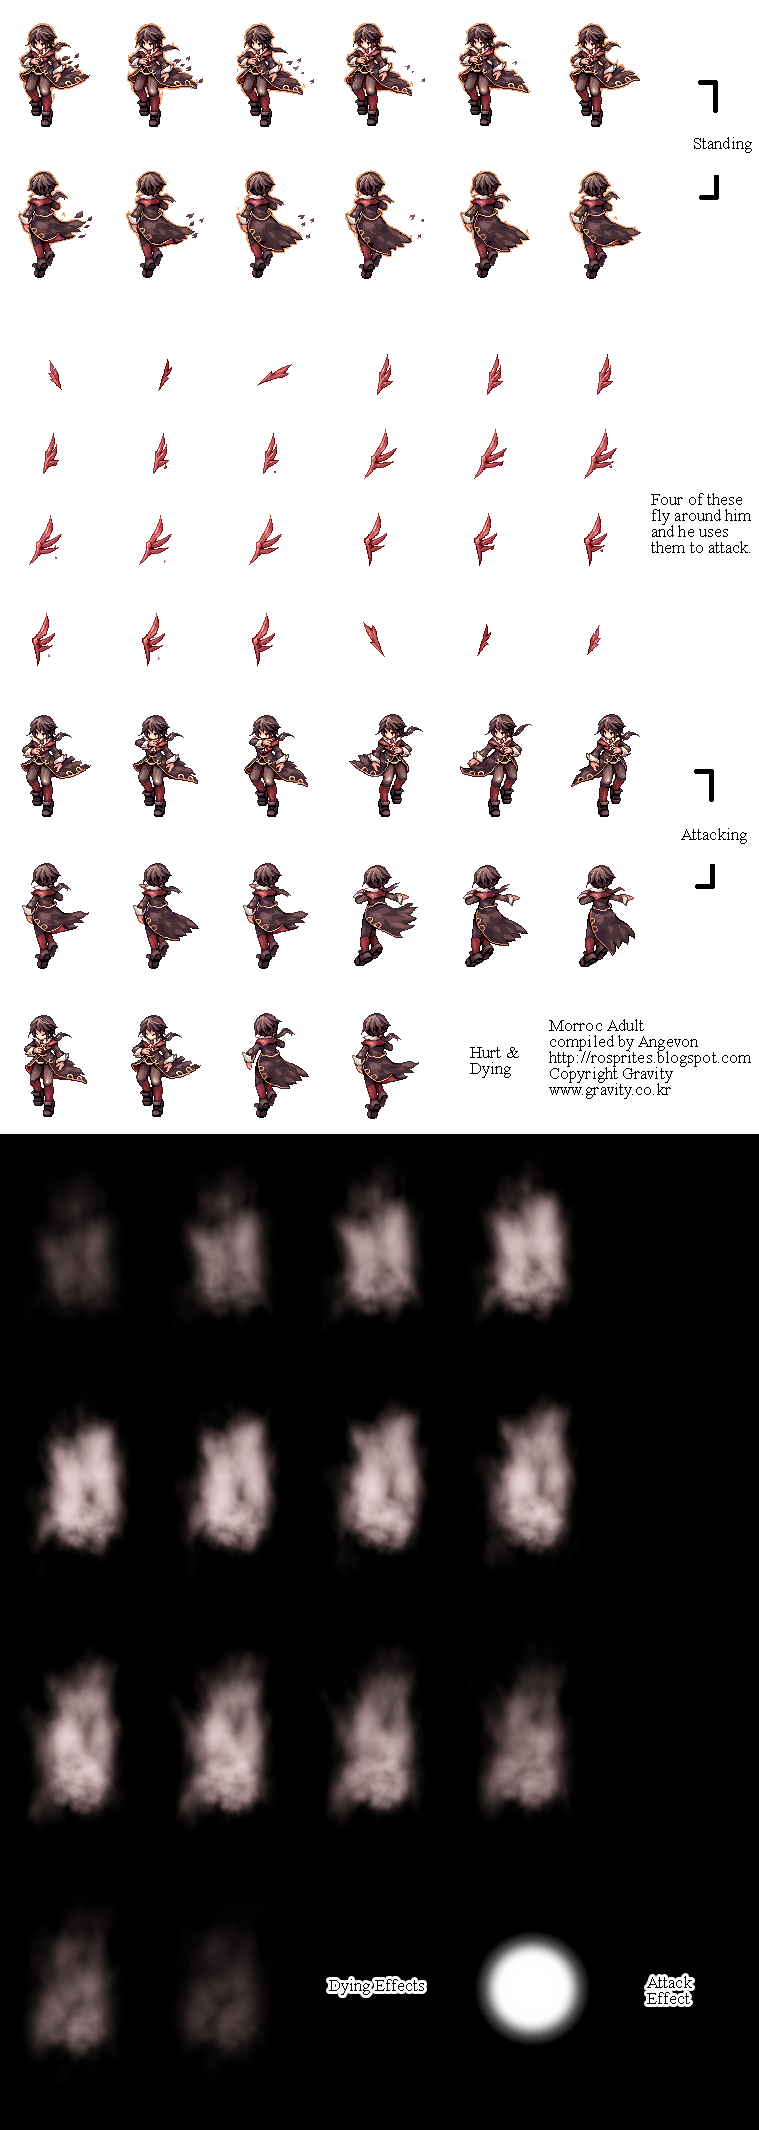 Standing
Four of these
fly around him
and he uses
them to attack.
Attacking
Hurt &
Dying
Morroc Adult
compiled by Angevon
http://rosprites.blogspot.com
Copyright Gravity
www.gravity.co.kr
Dying Effects
Attack
Effect